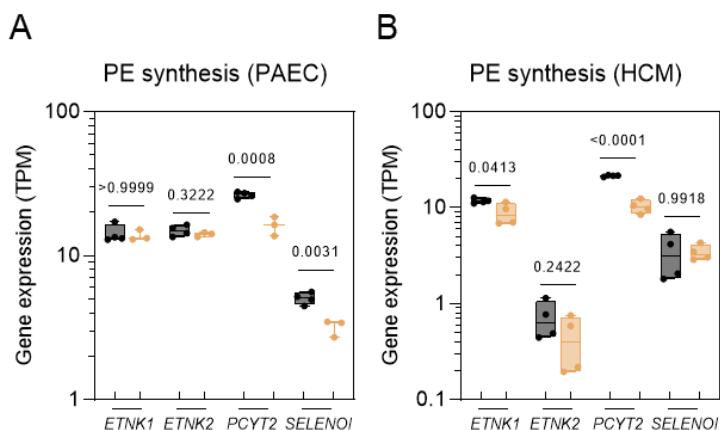 A
PE synthesis (PAEC)
Gene expression (TPM)
100
10
1
>0.9999
0.3222
0.0008
0.0031
ETNK1
ETNK2
PCYT2
SELENOI
B
PE synthesis (HCM)
Gene expression (TPM)
100
10
1
0.1
0.0413
0.2422
<0.0001
0.9918
ETNK1
ETNK2
PCYT2
SELENOI